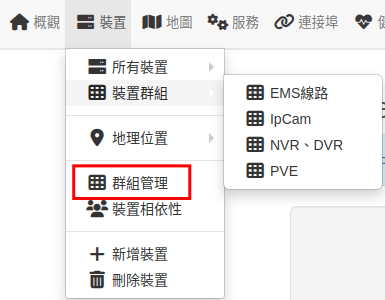 概觀 裝置 地圖 服務 連接埠
所有裝置
裝置群組
地理位置
群組管理
裝置相依性
新增裝置
刪除裝置
EMS線路
IpCam
NVR、DVR
PVE